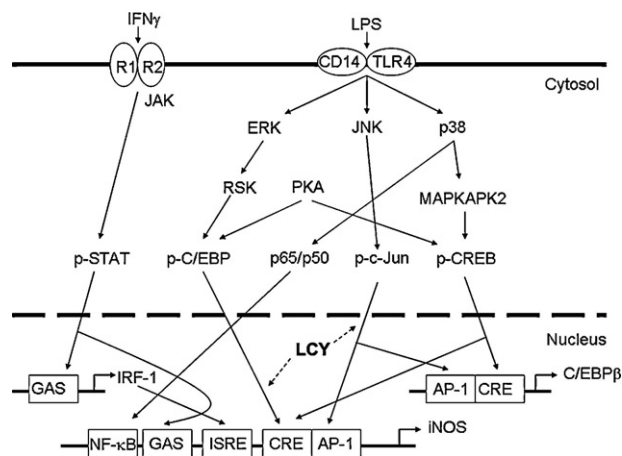 IFNγ LPS
R1 R2 CD14 TLR4
JAK Cytosol
ERK JNK p38
RSK PKA MAPKAPK2
p-STAT p-C/EBP p65/p50 p-c-Jun p-CREB
Nucleus
LCY
GAS IRF-1 AP-1 CRE C/EBPβ
NF-κB GAS ISRE CRE AP-1 iNOS